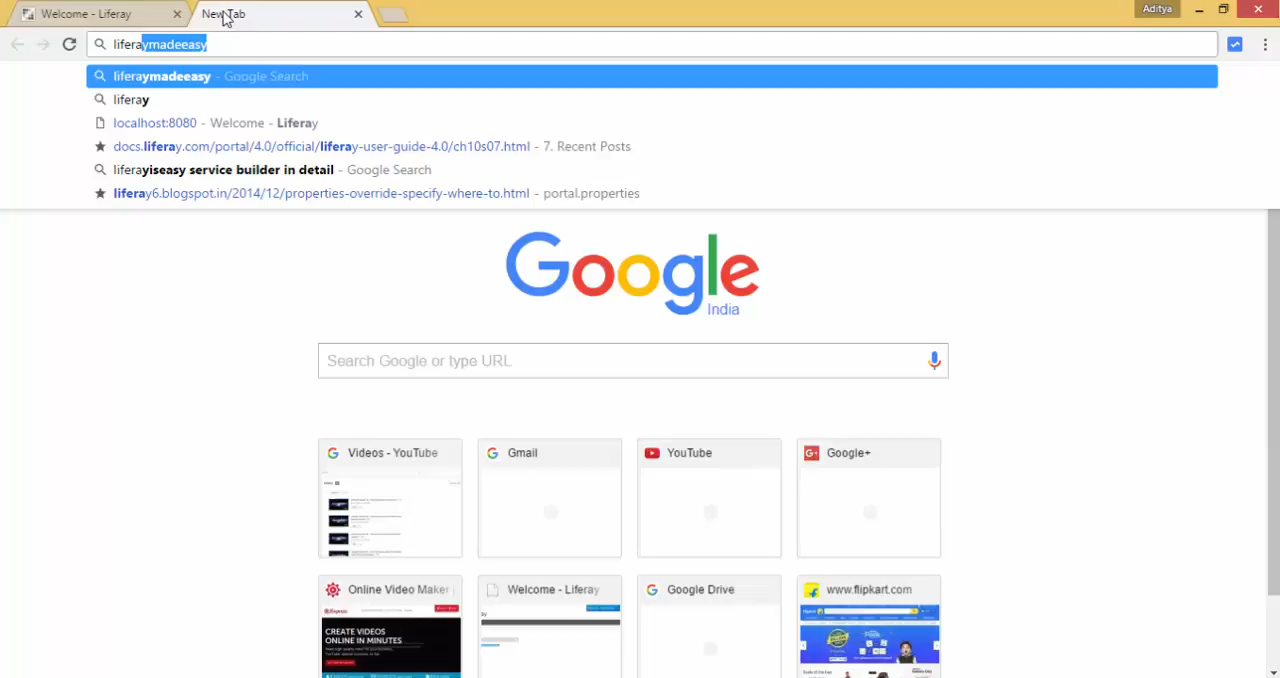 Welcome - Liferay
New Tab
Aditya
liferaymadeeasy
liferaymadeeasy - Google Search
liferay
localhost:8080 - Welcome - Liferay
docs.liferay.com/portal/4.0/official/liferay-user-guide-4.0/ch10s07.html - 7. Recent Posts
liferayiseasy service builder in detail - Google Search
liferay6.blogspot.in/2014/12/properties-override-specify-where-to.html - portal.properties
Google
India
Search Google or type URL
Videos - YouTube
Gmail
YouTube
Google+
Online Video Maker
Welcome - Liferay
Google Drive
www.flipkart.com
CREATE VIDEOS
ONLINE IN MINUTES